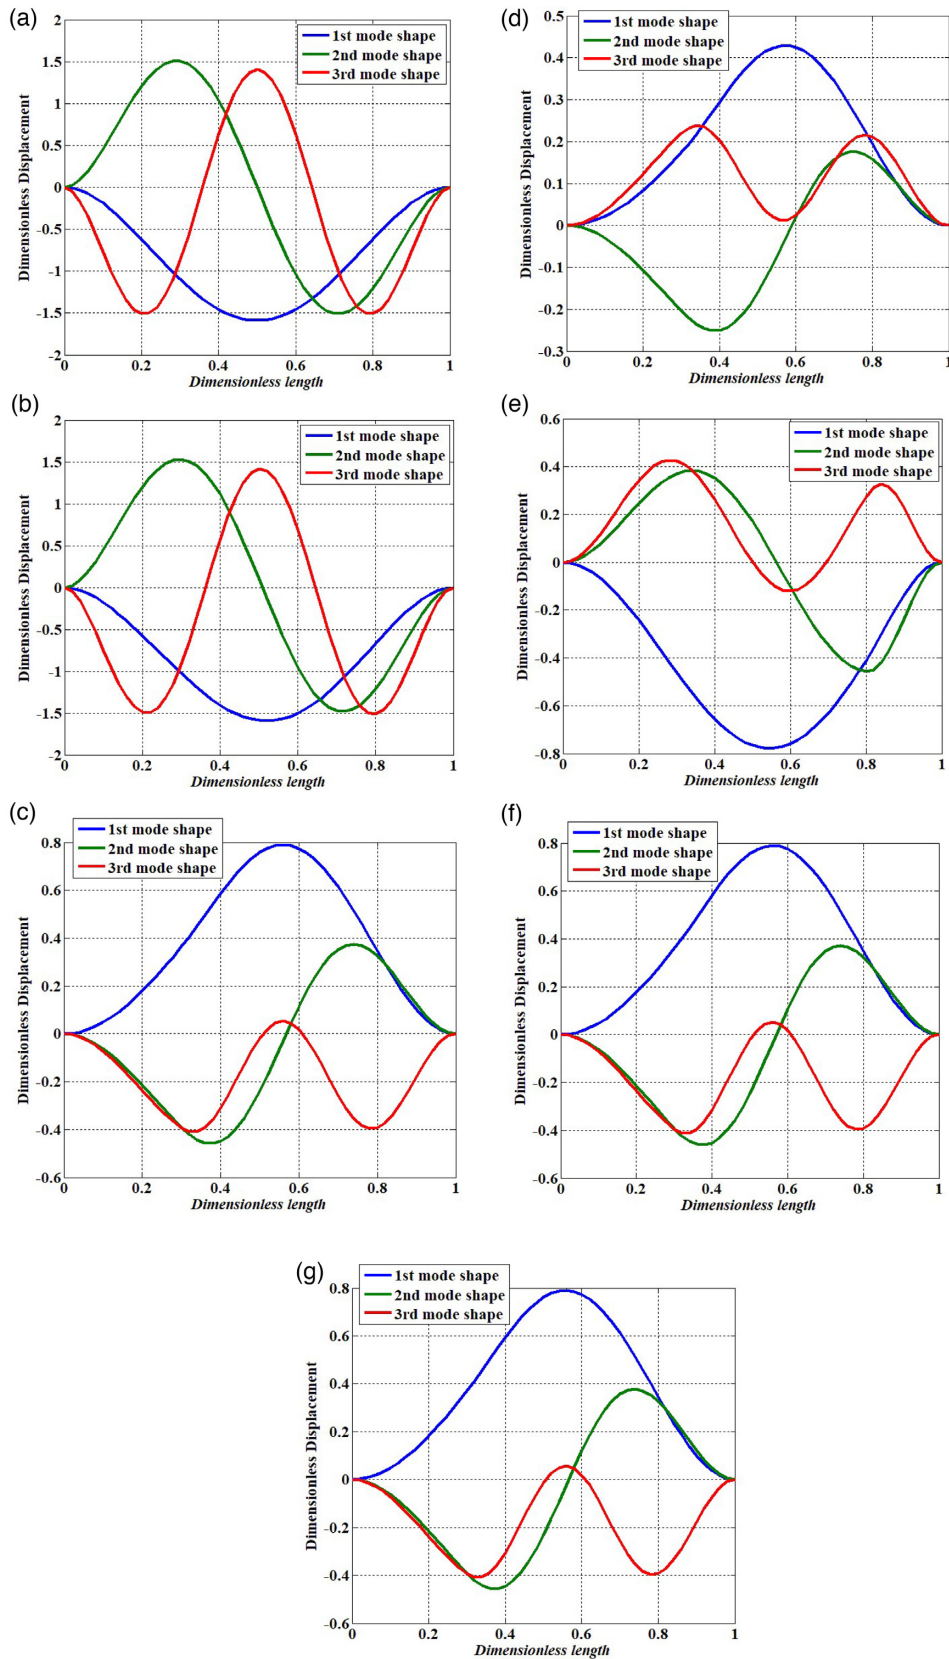 (a)
2
1.5
1
0.5
0
-0.5
-1
-1.5
-2
1st mode shape
2nd mode shape
3rd mode shape
Dimensionless Displacement
0 0.2 0.4 0.6 0.8 1
Dimensionless length
(b)
2
1.5
1
0.5
0
-0.5
-1
-1.5
-2
1st mode shape
2nd mode shape
3rd mode shape
Dimensionless Displacement
0 0.2 0.4 0.6 0.8 1
Dimensionless length
(c)
1st mode shape
2nd mode shape
3rd mode shape
0.8
0.6
0.4
0.2
0
-0.2
-0.4
-0.6
Dimensionless Displacement
0 0.2 0.4 0.6 0.8 1
Dimensionless length
(d)
1st mode shape
2nd mode shape
3rd mode shape
0.5
0.4
0.3
0.2
0.1
0
-0.1
-0.2
-0.3
Dimensionless Displacement
0 0.2 0.4 0.6 0.8 1
Dimensionless length
(e)
0.6
0.4
0.2
0
-0.2
-0.4
-0.6
-0.8
1st mode shape
2nd mode shape
3rd mode shape
Dimensionless Displacement
0 0.2 0.4 0.6 0.8 1
Dimensionless length
(f)
1st mode shape
2nd mode shape
3rd mode shape
0.8
0.6
0.4
0.2
0
-0.2
-0.4
-0.6
Dimensionless Displacement
0 0.2 0.4 0.6 0.8 1
Dimensionless length
(g)
1st mode shape
2nd mode shape
3rd mode shape
0.8
0.6
0.4
0.2
0
-0.2
-0.4
-0.6
Dimensionless Displacement
0 0.2 0.4 0.6 0.8 1
Dimensionless length